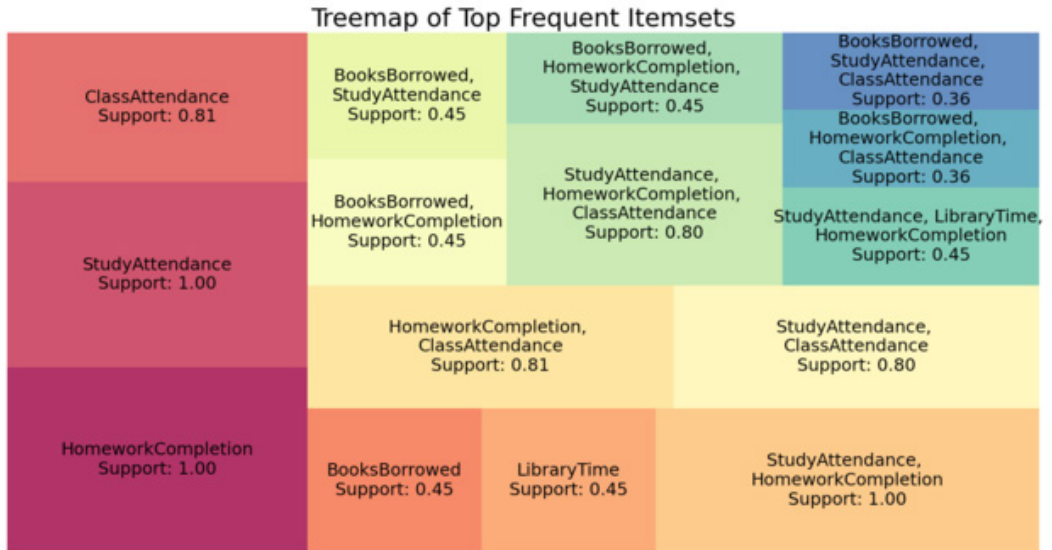 Treemap of Top Frequent Itemsets
ClassAttendance
Support: 0.81
StudyAttendance
Support: 1.00
HomeworkCompletion
Support: 1.00
BooksBorrowed,
StudyAttendance
Support: 0.45
BooksBorrowed,
HomeworkCompletion
Support: 0.45
BooksBorrowed,
HomeworkCompletion,
StudyAttendance
Support: 0.45
StudyAttendance,
HomeworkCompletion,
ClassAttendance
Support: 0.80
BooksBorrowed,
StudyAttendance,
ClassAttendance
Support: 0.36
BooksBorrowed,
HomeworkCompletion,
ClassAttendance
Support: 0.36
StudyAttendance, LibraryTime,
HomeworkCompletion
Support: 0.45
HomeworkCompletion,
ClassAttendance
Support: 0.81
StudyAttendance,
ClassAttendance
Support: 0.80
BooksBorrowed
Support: 0.45
LibraryTime
Support: 0.45
StudyAttendance,
HomeworkCompletion
Support: 1.00